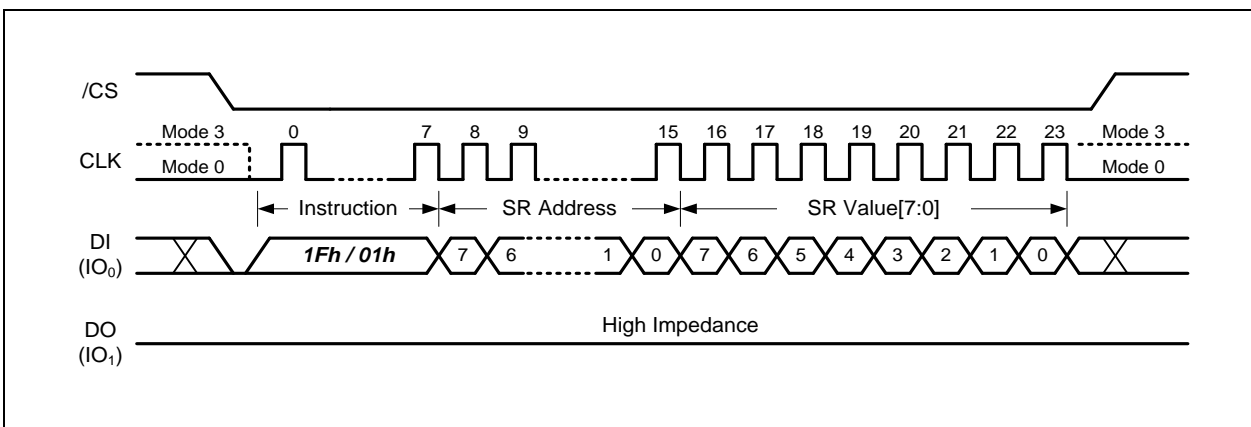 /CS
Mode 3 0 7 8 9 15 16 17 18 19 20 21 22 23 Mode 3
CLK
Mode 0 Mode 0
Instruction SR Address SR Value[7:0]
DI
(IO₀)
1Fh / 01h 7 6 1 0 7 6 5 4 3 2 1 0
High Impedance
DO
(IO₁)